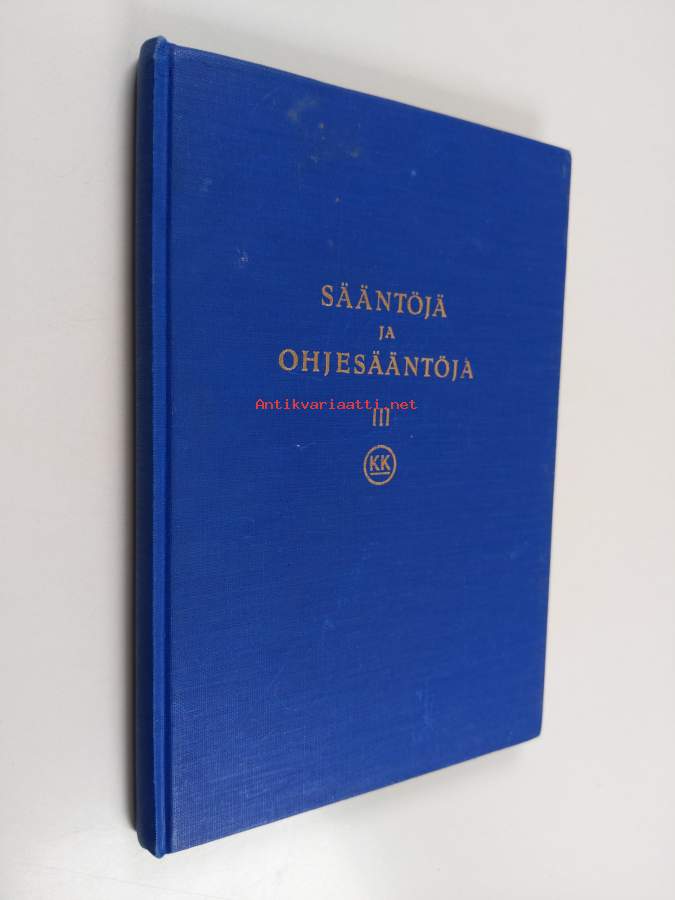 SÄÄNTÖJÄ
JA
OHJESÄÄNTÖJÄ
Antikvariaatti.net
III
KK